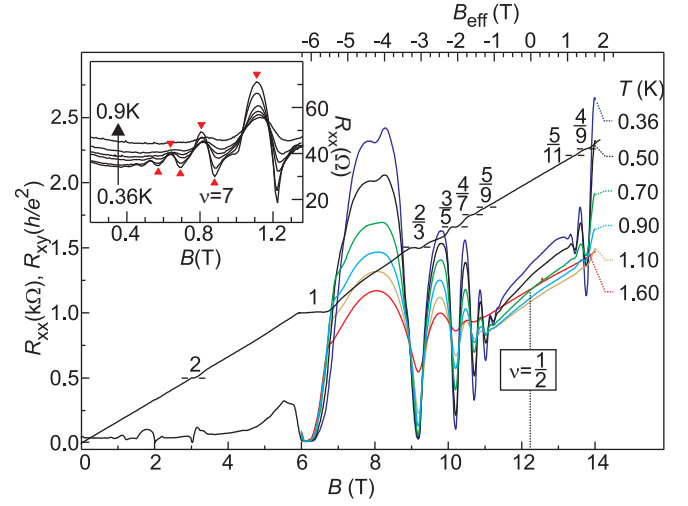 B_eff (T)
-6 -5 -4 -3 -2 -1 0 1 2
T (K)
0.36
0.50
0.70
0.90
1.10
1.60
R_xx(kΩ), R_xy(h/e²)
2.5
2.0
1.5
1.0
0.5
0.0
0.9K
0.36K
ν=7
R_xx(Ω)
60
40
20
0.4 0.8 1.2
B(T)
2
1
2/3
3/5
4/7
5/9
5/11
4/9
ν=1/2
0 2 4 6 8 10 12 14
B (T)